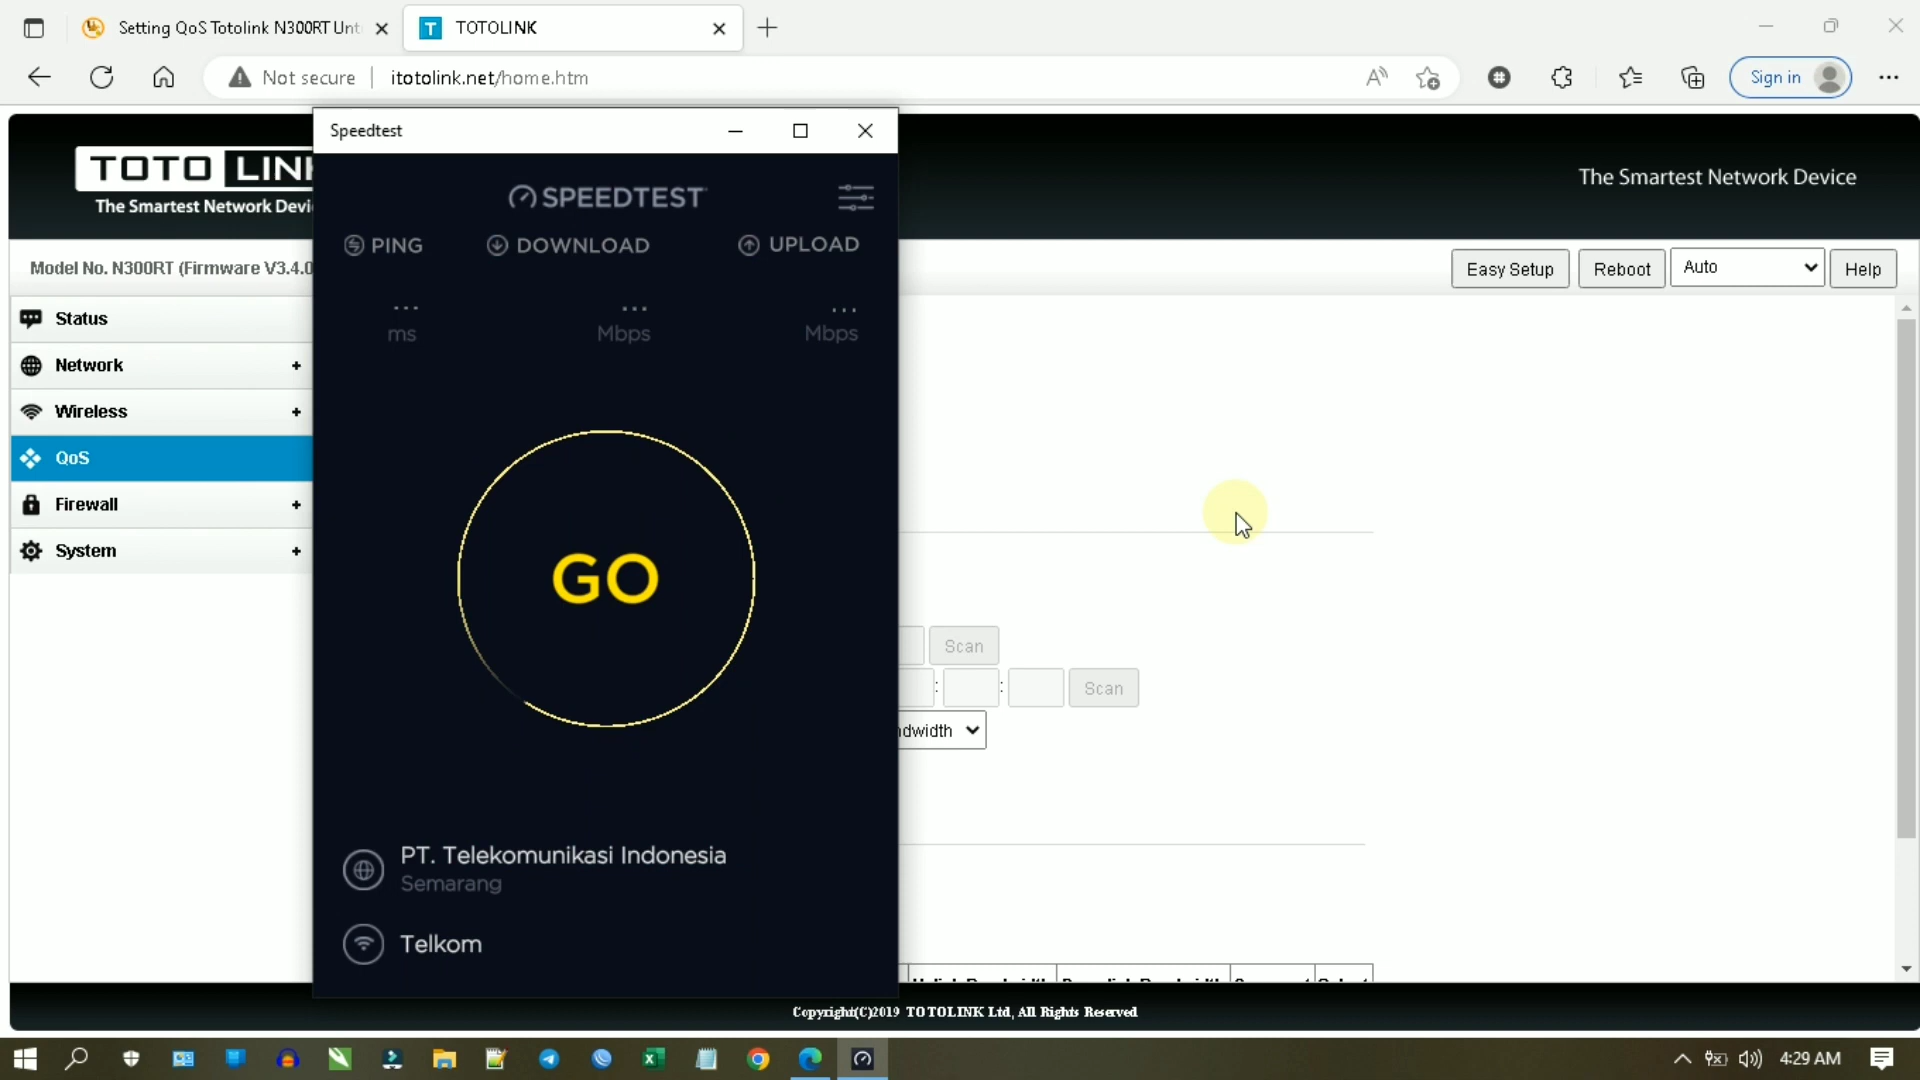 Setting QoS Totolink N300RT Unt
TOTOLINK
Not secure
itotolink.net/home.htm
Sign in
Speedtest
TOTO LIN
The Smartest Network Devi
The Smartest Network Device
SPEEDTEST
PING
DOWNLOAD
UPLOAD
Model No. N300RT (Firmware V3.4.0
Easy Setup
Reboot
Auto
Help
...
...
...
ms
Mbps
Mbps
Status
Network +
Wireless +
QoS
Firewall +
System +
GO
Scan
: : Scan
dwidth
PT. Telekomunikasi Indonesia
Semarang
Telkom
Copyright(C)2019 TOTOLINK Ltd, All Rights Reserved
4:29 AM